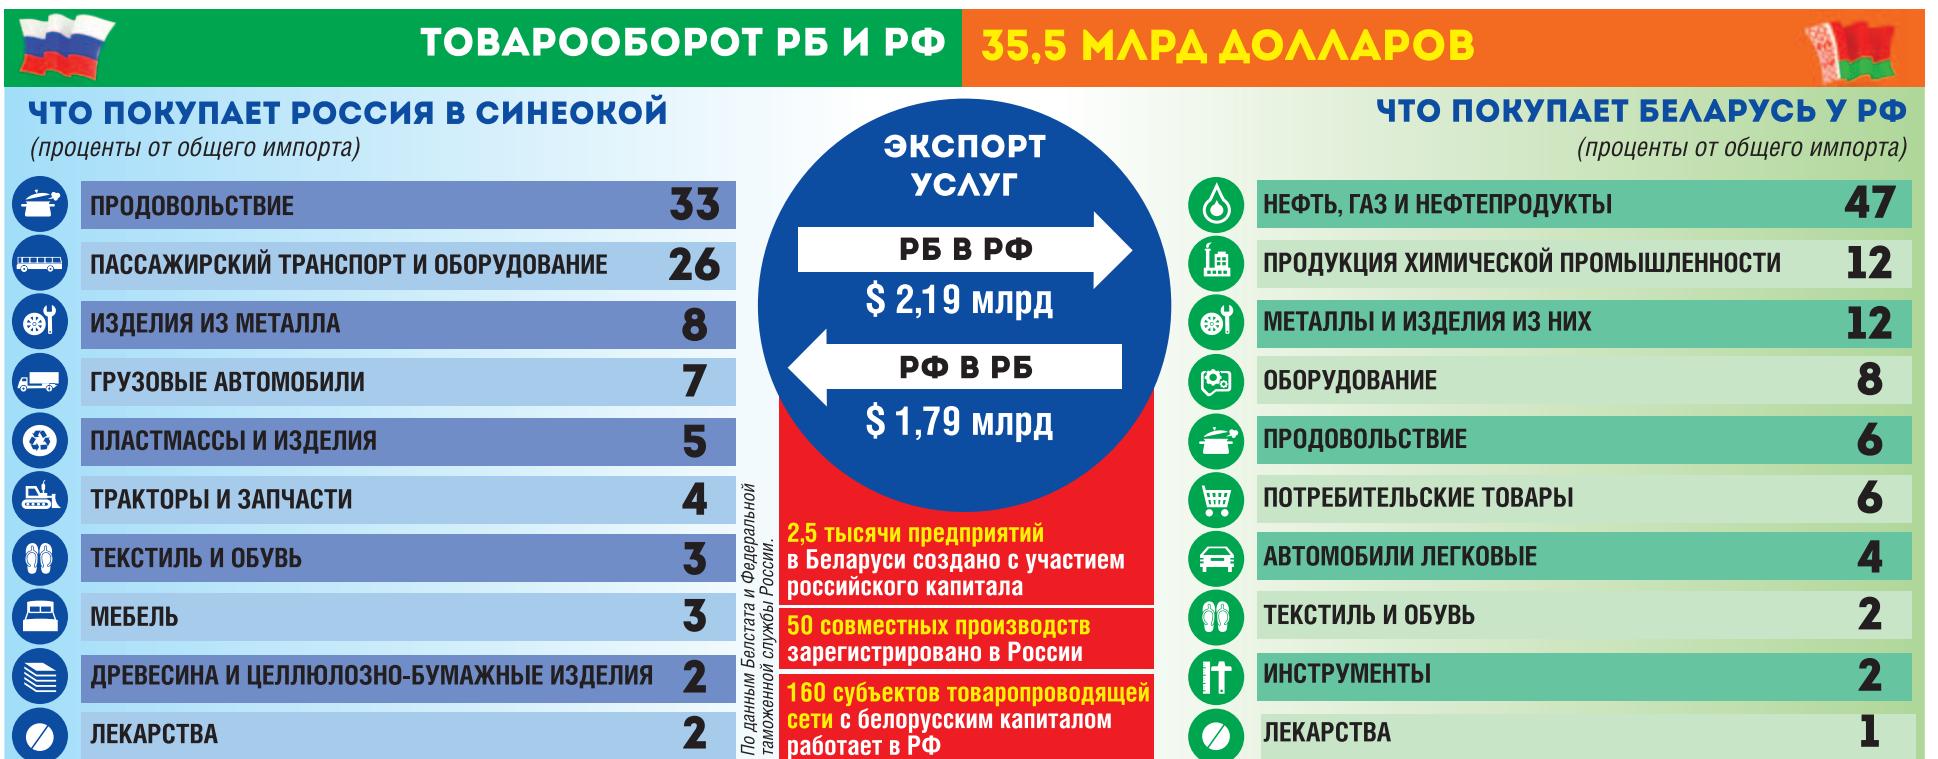 ТОВАРООБОРОТ РБ И РФ 35,5 МЛРД ДОЛЛАРОВ
ЧТО ПОКУПАЕТ РОССИЯ В СИНЕОКОЙ
(проценты от общего импорта)
ПРОДОВОЛЬСТВИЕ 33
ПАССАЖИРСКИЙ ТРАНСПОРТ И ОБОРУДОВАНИЕ 26
ИЗДЕЛИЯ ИЗ МЕТАЛЛА 8
ГРУЗОВЫЕ АВТОМОБИЛИ 7
ПЛАСТМАССЫ И ИЗДЕЛИЯ 5
ТРАКТОРЫ И ЗАПЧАСТИ 4
ТЕКСТИЛЬ И ОБУВЬ 3
МЕБЕЛЬ 3
ДРЕВЕСИНА И ЦЕЛЛЮЛОЗНО-БУМАЖНЫЕ ИЗДЕЛИЯ 2
ЛЕКАРСТВА 2
По данным Белстата и Федеральной
таможенной службы России.
ЭКСПОРТ
УСЛУГ
РБ В РФ
$ 2,19 млрд
РФ В РБ
$ 1,79 млрд
2,5 тысячи предприятий
в Беларуси создано с участием
российского капитала
50 совместных производств
зарегистрировано в России
160 субъектов товаропроводящей
сети с белорусским капиталом
работает в РФ
ЧТО ПОКУПАЕТ БЕЛАРУСЬ У РФ
(проценты от общего импорта)
НЕФТЬ, ГАЗ И НЕФТЕПРОДУКТЫ 47
ПРОДУКЦИЯ ХИМИЧЕСКОЙ ПРОМЫШЛЕННОСТИ 12
МЕТАЛЛЫ И ИЗДЕЛИЯ ИЗ НИХ 12
ОБОРУДОВАНИЕ 8
ПРОДОВОЛЬСТВИЕ 6
ПОТРЕБИТЕЛЬСКИЕ ТОВАРЫ 6
АВТОМОБИЛИ ЛЕГКОВЫЕ 4
ТЕКСТИЛЬ И ОБУВЬ 2
ИНСТРУМЕНТЫ 2
ЛЕКАРСТВА 1